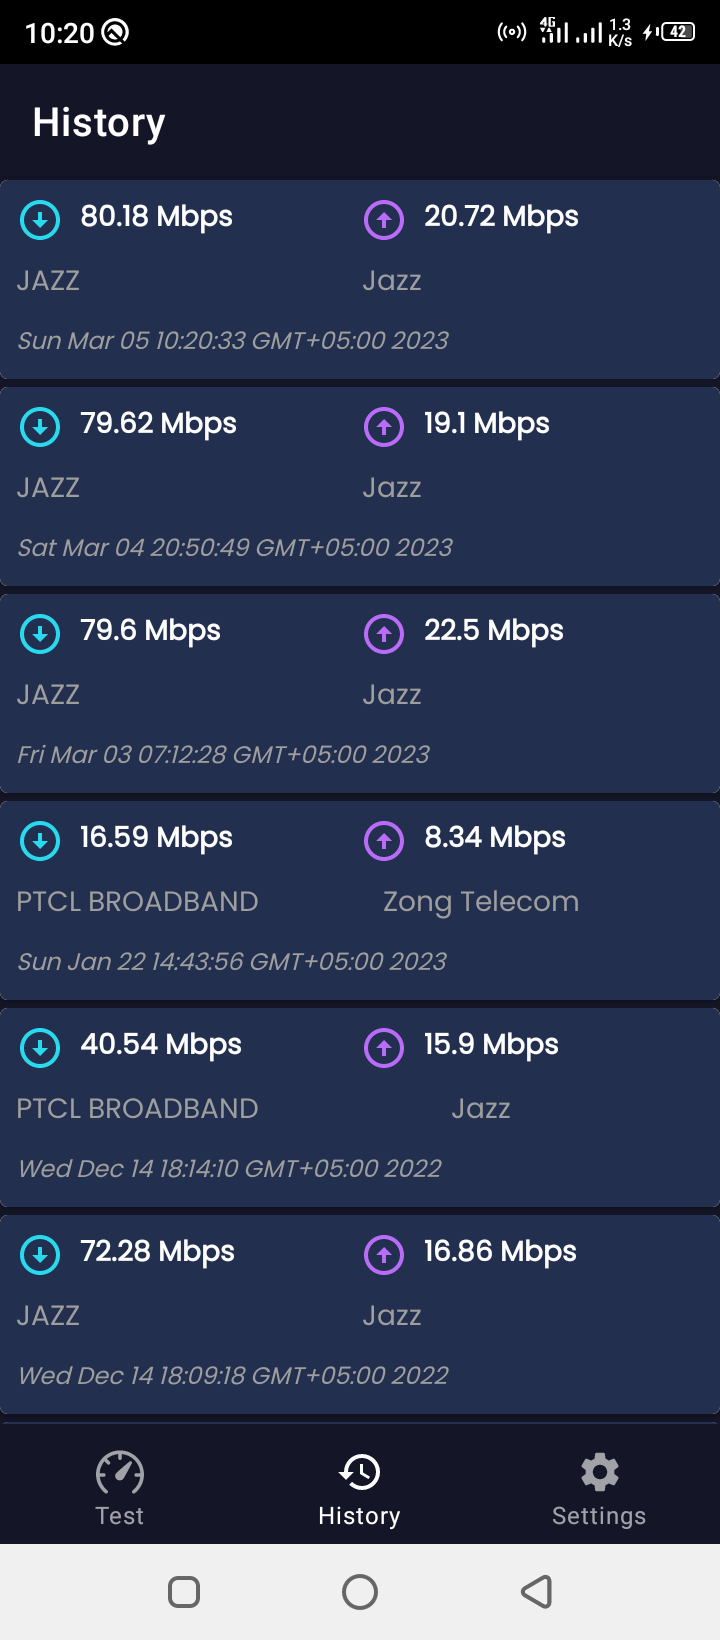 10:20 4G 1.3 K/s 42
History
80.18 Mbps 20.72 Mbps
JAZZ Jazz
Sun Mar 05 10:20:33 GMT+05:00 2023
79.62 Mbps 19.1 Mbps
JAZZ Jazz
Sat Mar 04 20:50:49 GMT+05:00 2023
79.6 Mbps 22.5 Mbps
JAZZ Jazz
Fri Mar 03 07:12:28 GMT+05:00 2023
16.59 Mbps 8.34 Mbps
PTCL BROADBAND Zong Telecom
Sun Jan 22 14:43:56 GMT+05:00 2023
40.54 Mbps 15.9 Mbps
PTCL BROADBAND Jazz
Wed Dec 14 18:14:10 GMT+05:00 2022
72.28 Mbps 16.86 Mbps
JAZZ Jazz
Wed Dec 14 18:09:18 GMT+05:00 2022
Test History Settings